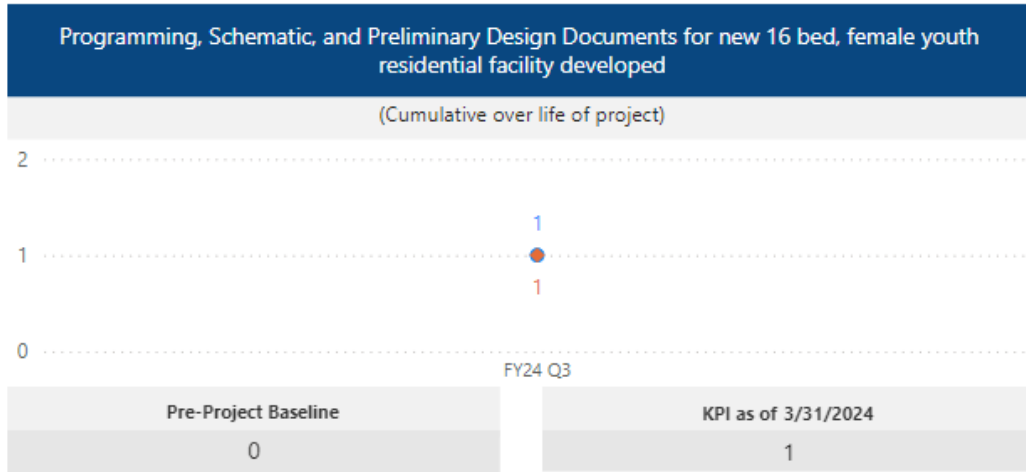 Programming, Schematic, and Preliminary Design Documents for new 16 bed, female youth
residential facility developed
(Cumulative over life of project)
2
1
1
1
0
FY24 Q3
Pre-Project Baseline
KPI as of 3/31/2024
0
1